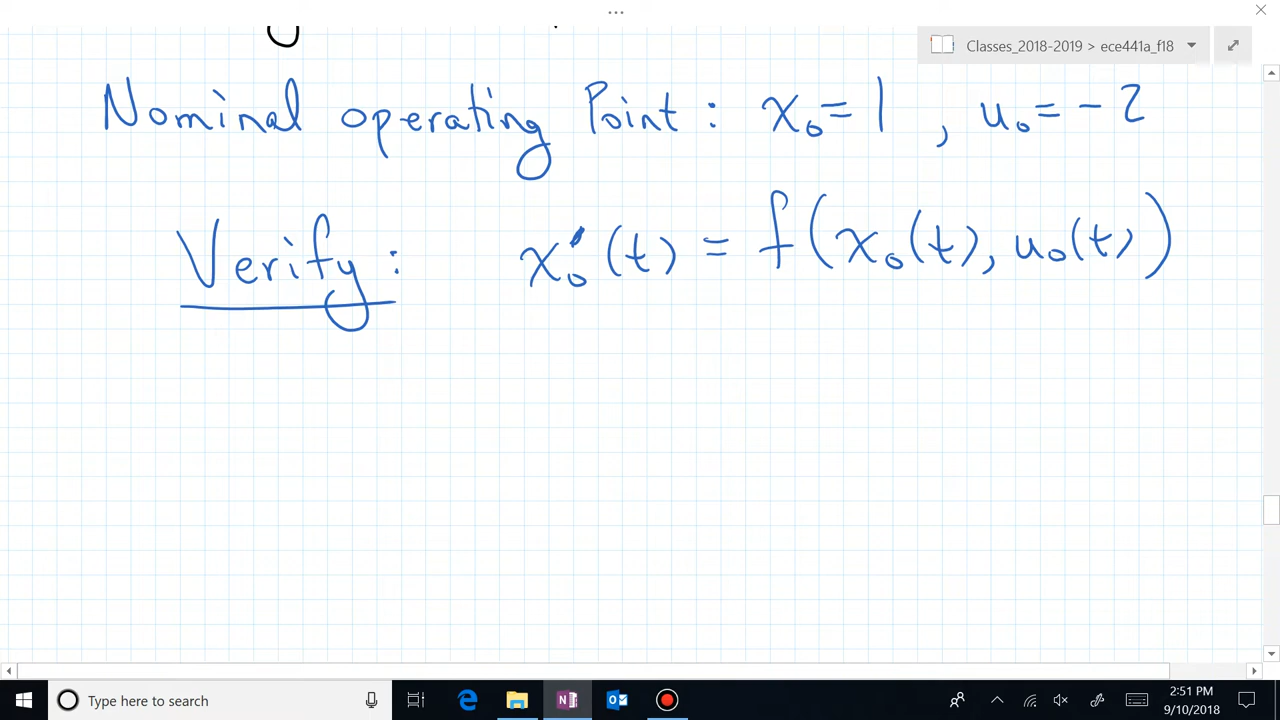 Classes_2018-2019 > ece441a_f18
Nominal operating Point : x₀ = 1 , u₀ = -2
Verify : x₀'(t) = f(x₀(t), u₀(t))
Type here to search
2:51 PM
9/10/2018